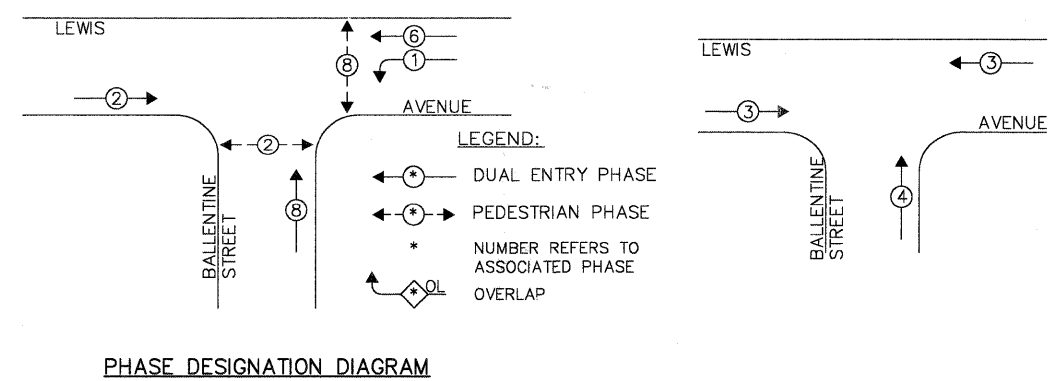 LEWIS
6
1
8
2
AVENUE
2
8
BALLENTINE
STREET
LEGEND:
* DUAL ENTRY PHASE
* PEDESTRIAN PHASE
* NUMBER REFERS TO
ASSOCIATED PHASE
* OL OVERLAP
PHASE DESIGNATION DIAGRAM
LEWIS
3
3
AVENUE
4
BALLENTINE
STREET